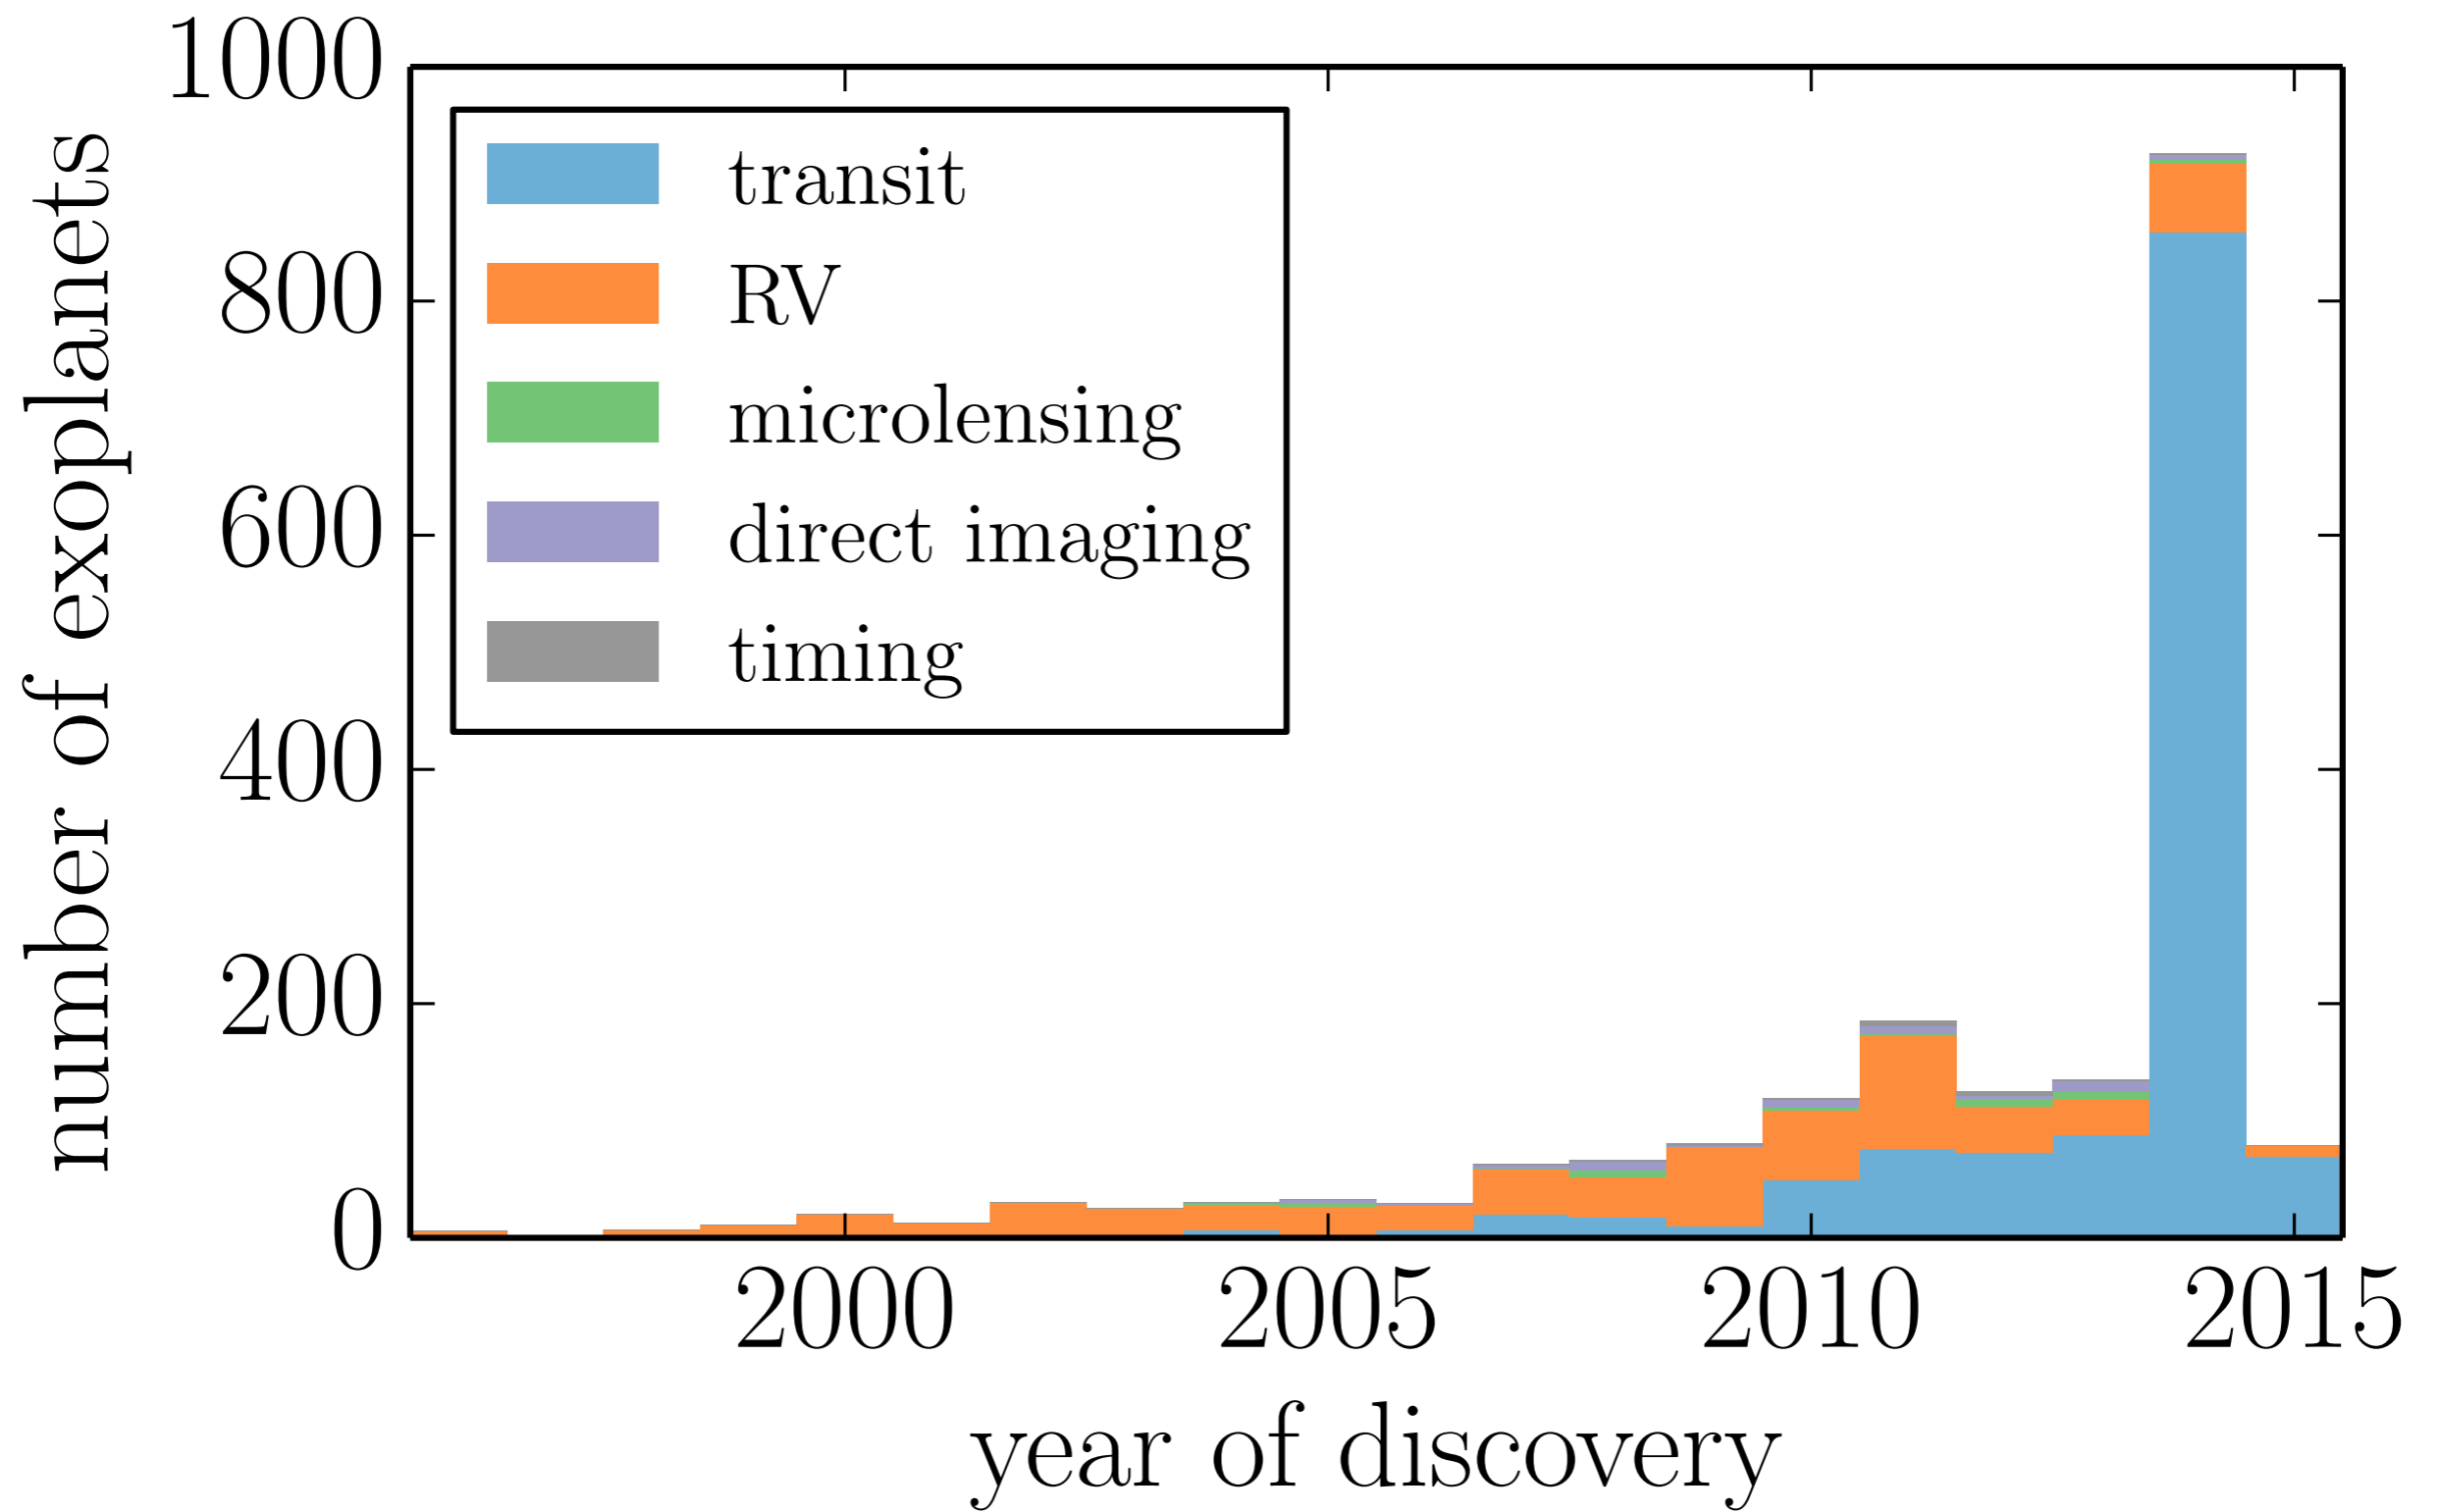 1000
800
600
400
200
0
number of exoplanets
transit
RV
microlensing
direct imaging
timing
2000 2005 2010 2015
year of discovery